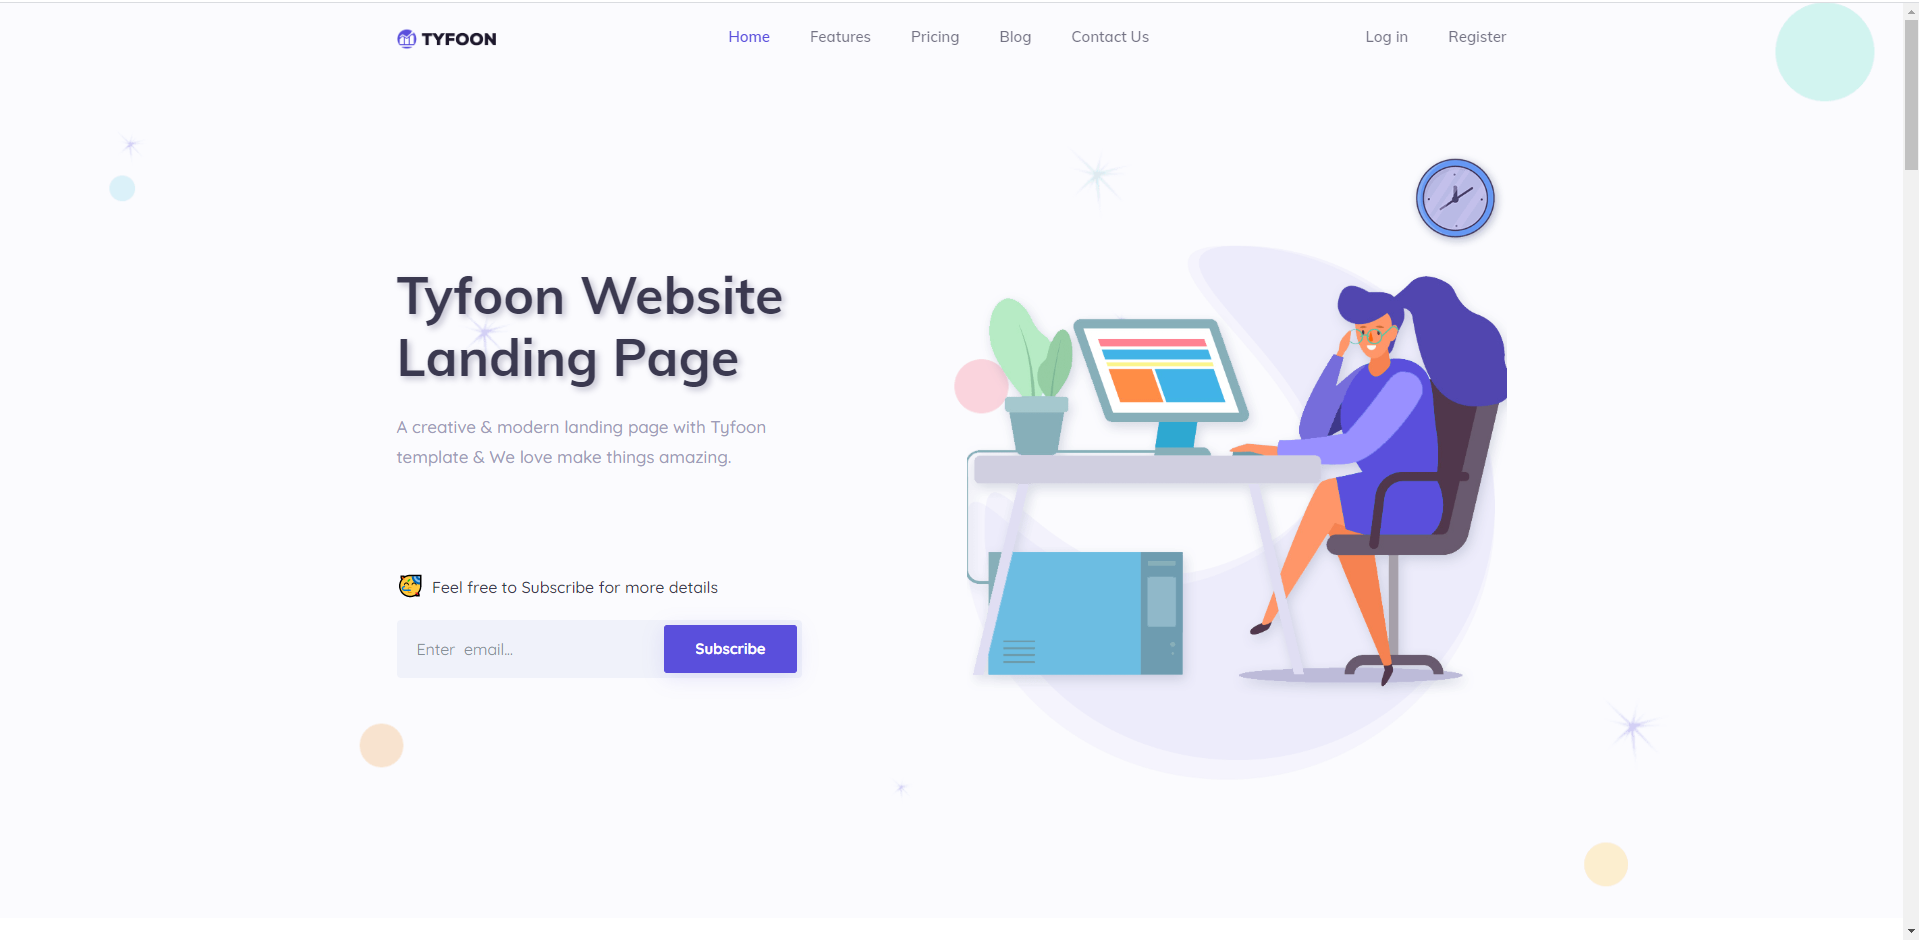 TYFOON
Home Features Pricing Blog Contact Us Log in Register
Tyfoon Website
Landing Page
A creative & modern landing page with Tyfoon
template & We love make things amazing.
Feel free to Subscribe for more details
Enter email...
Subscribe